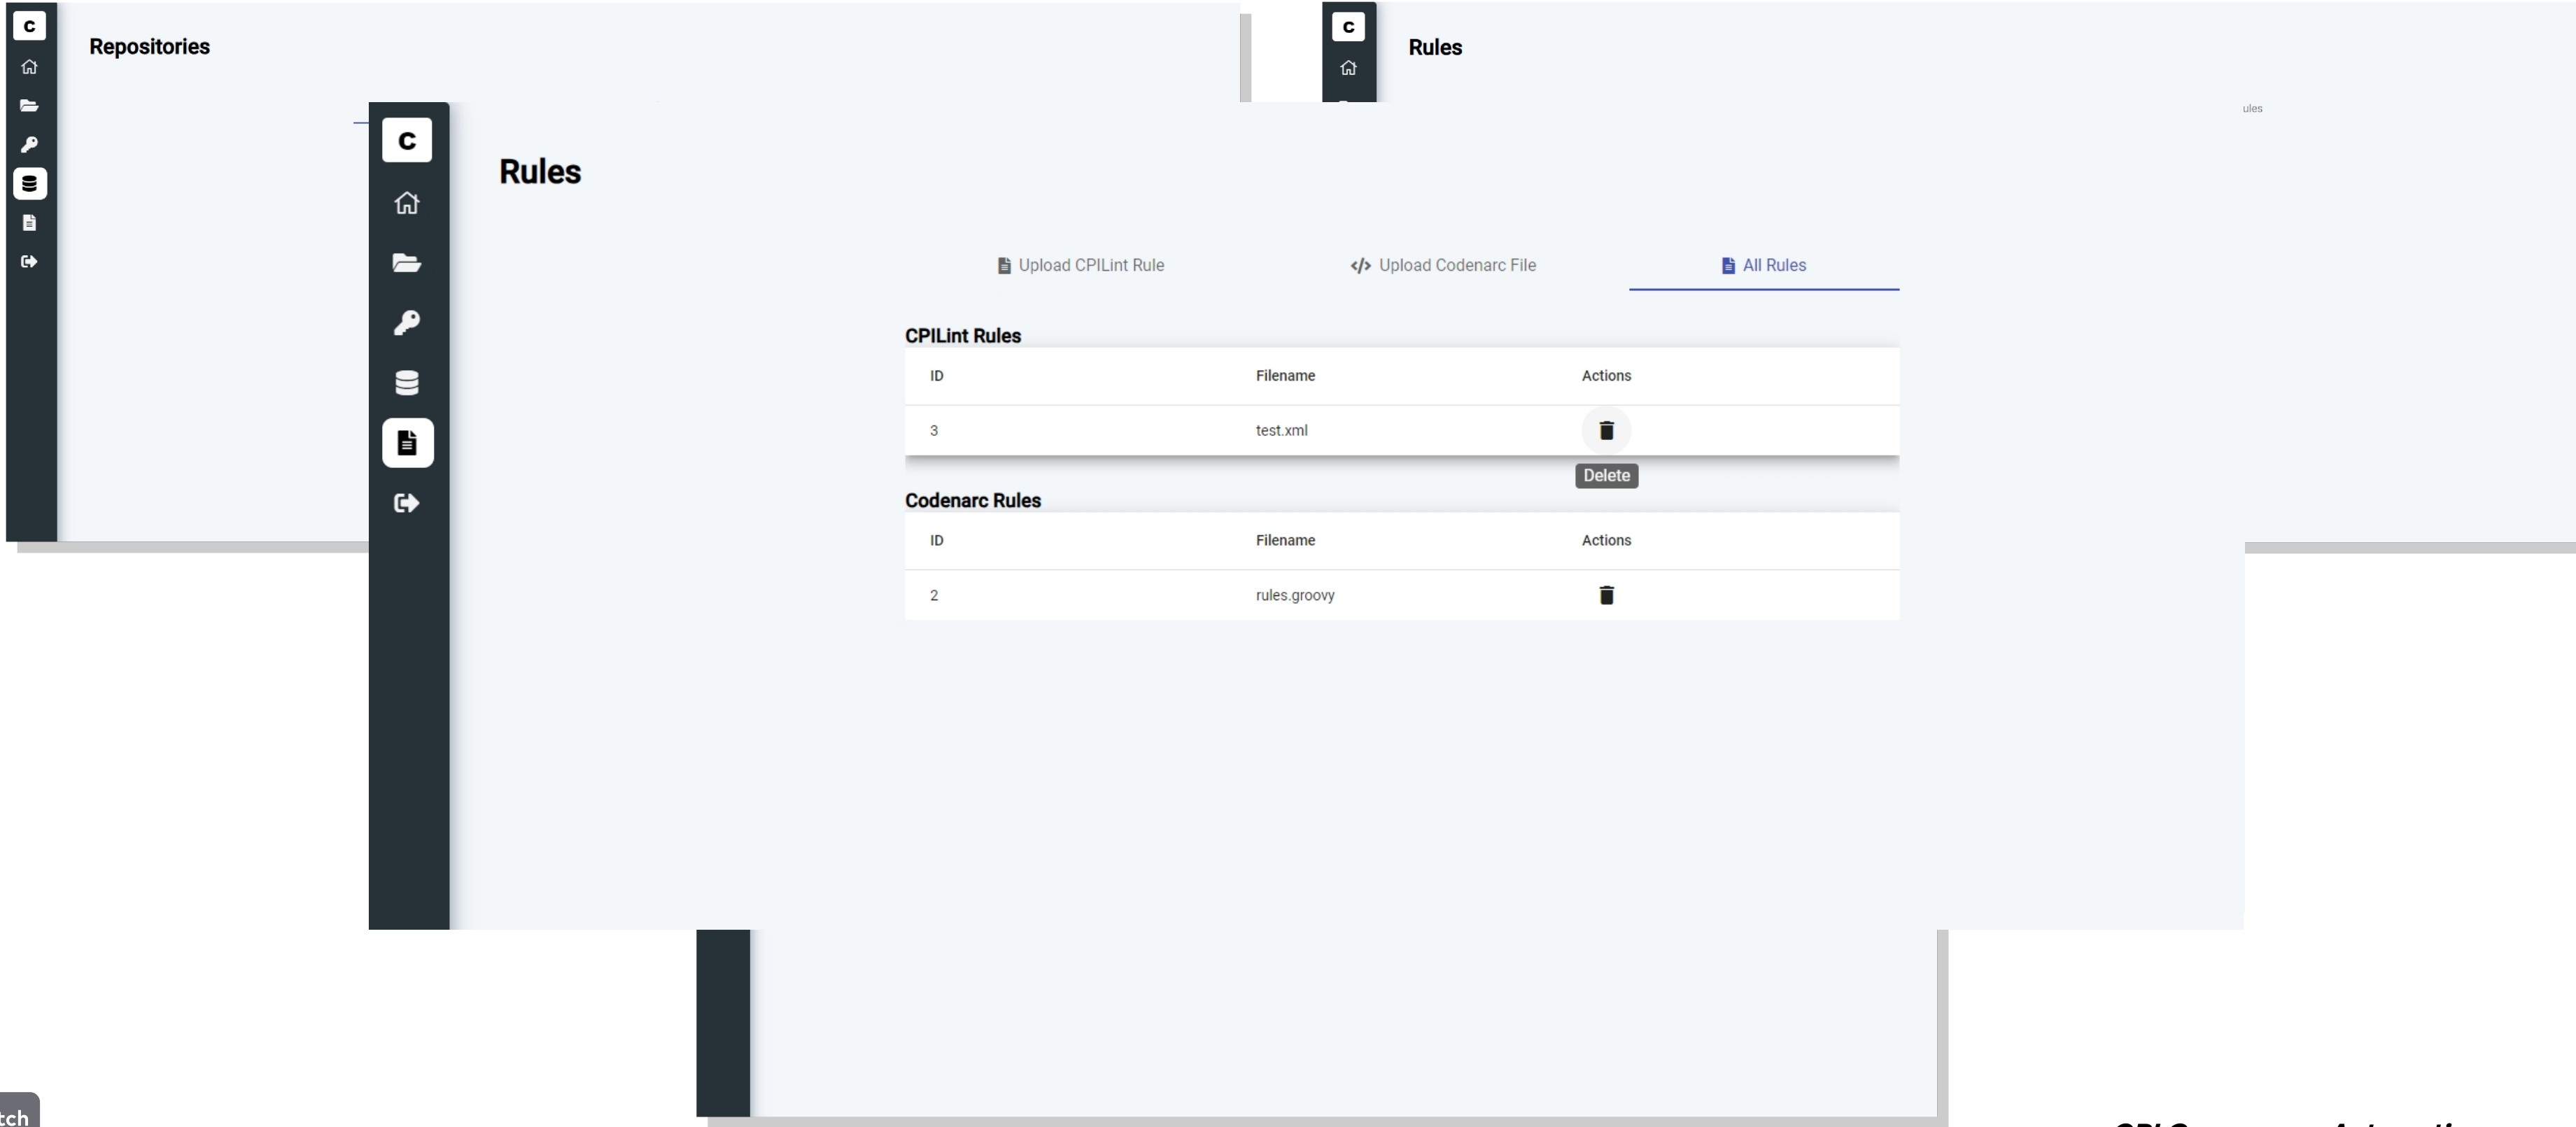 C
Repositories
C
Rules
ules
C
Rules
Upload CPILint Rule
</> Upload Codenarc File
All Rules
CPILint Rules
ID Filename Actions
3 test.xml
Delete
Codenarc Rules
ID Filename Actions
2 rules.groovy
tch